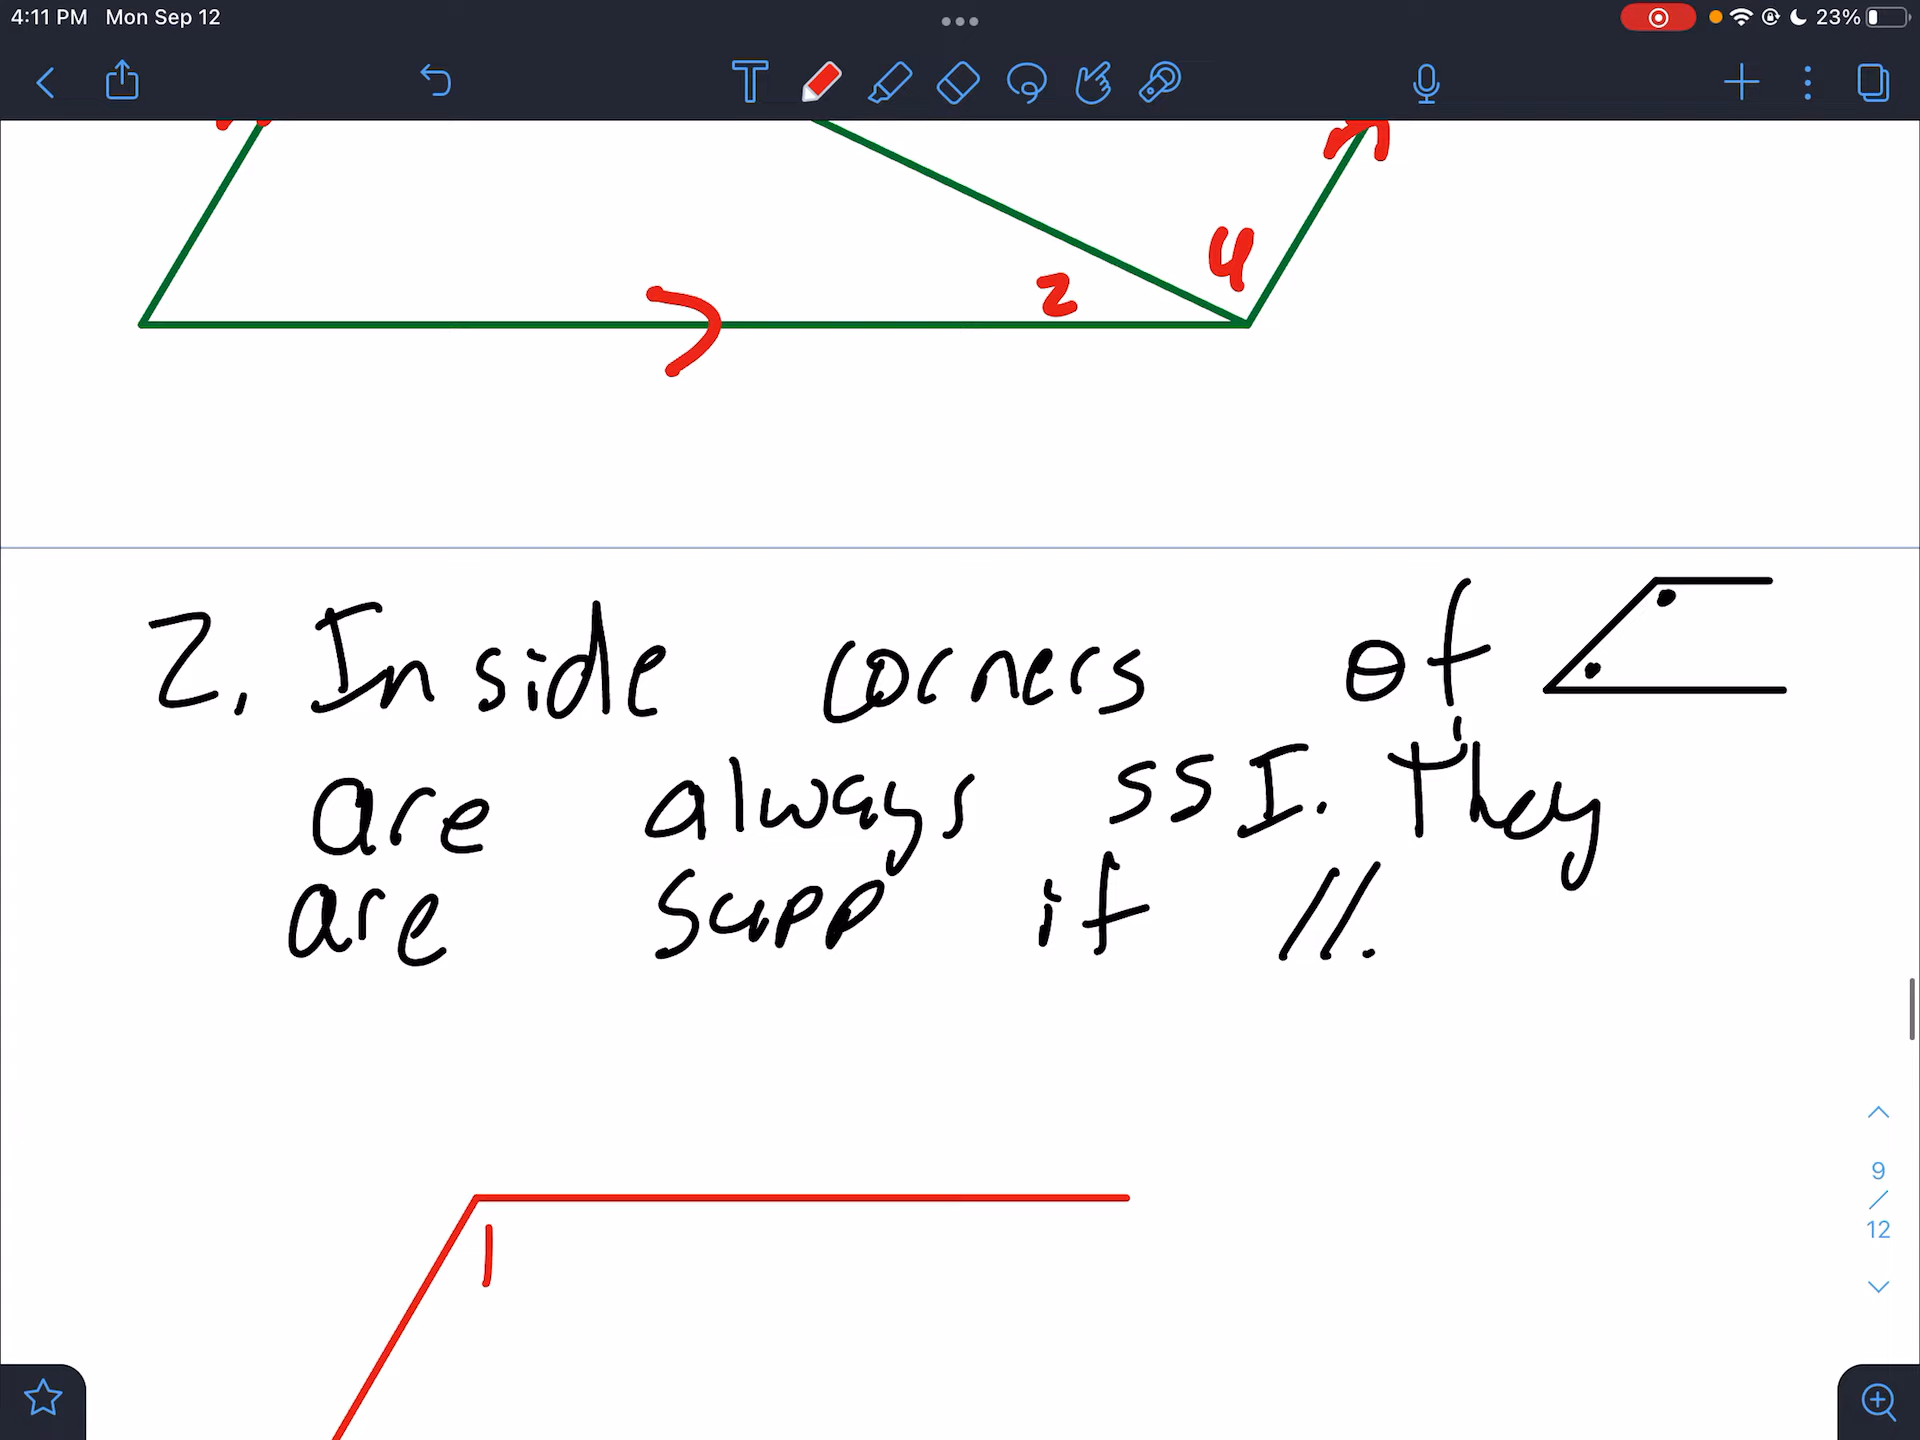 4:11 PM Mon Sep 12
23%
4
2
2. Inside corners of
are always SSI. They
are supp if //.
1
9
/
12